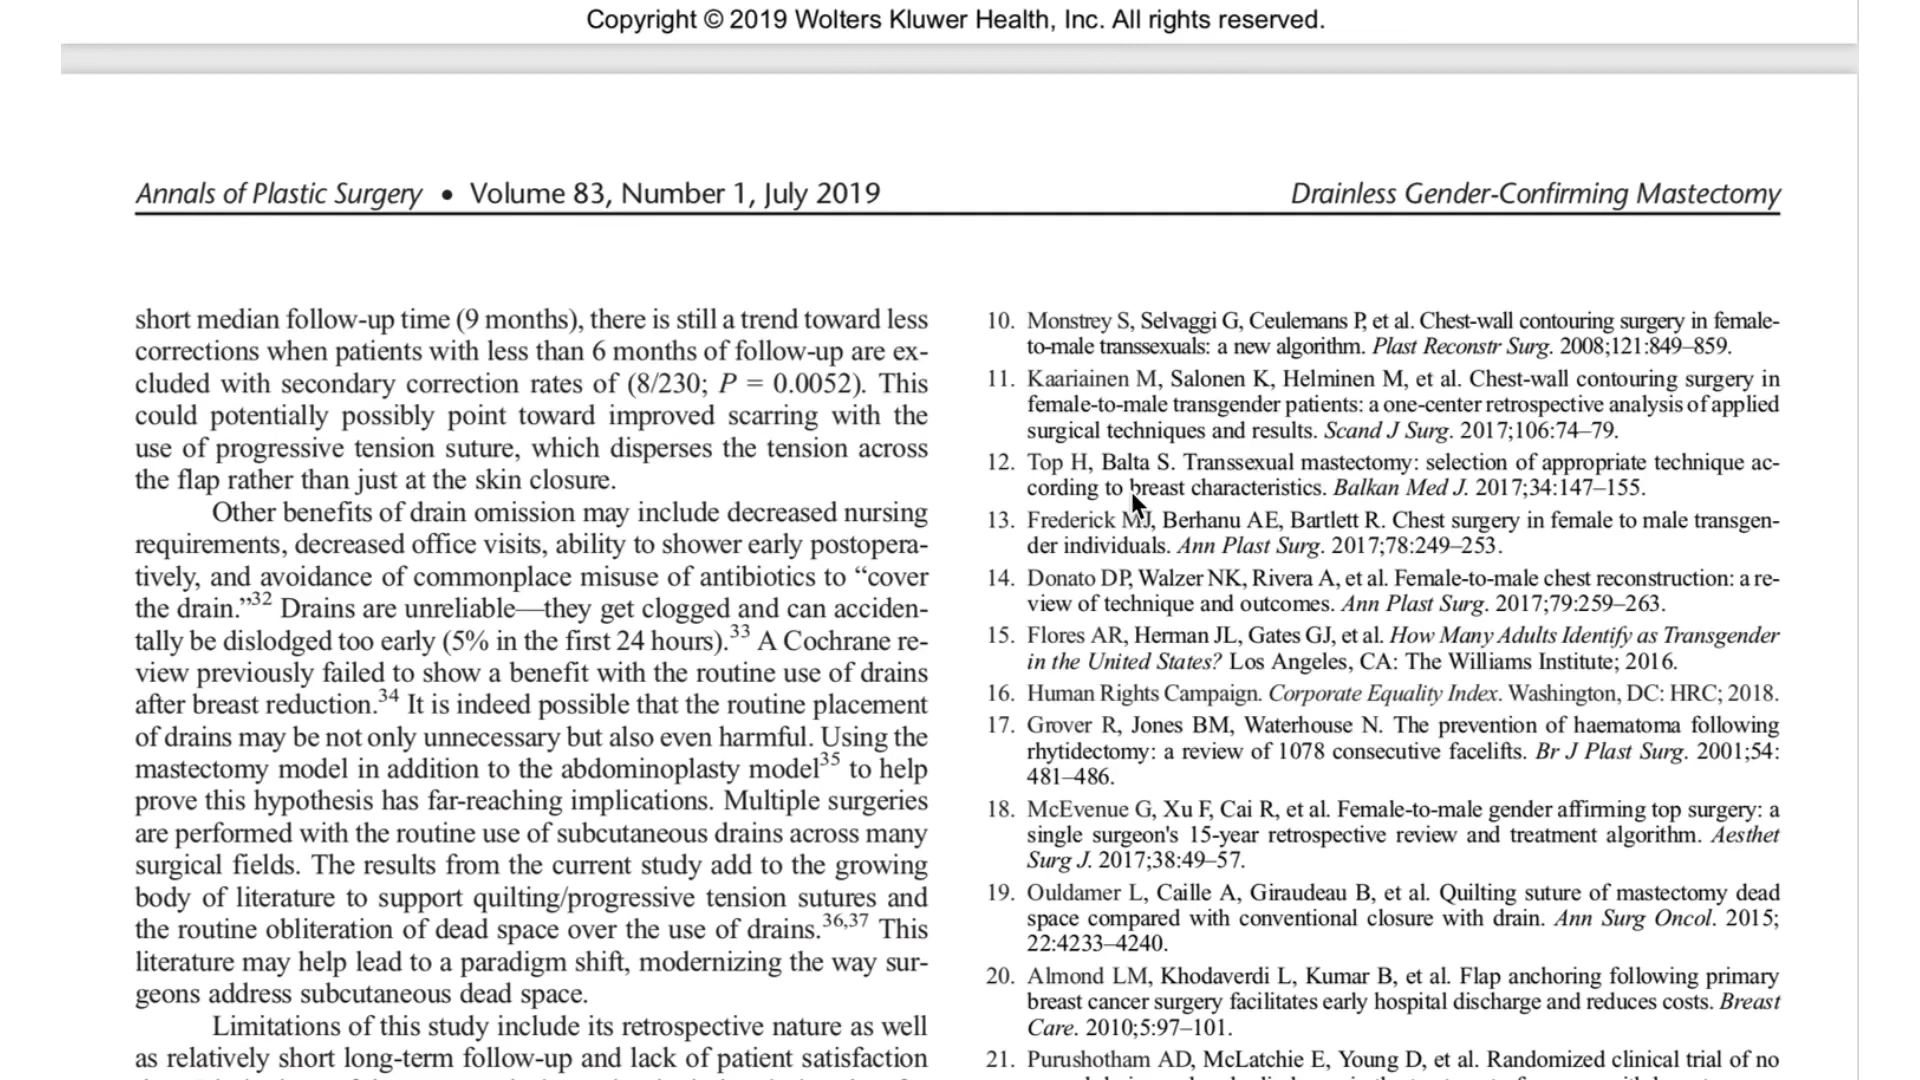 Copyright © 2019 Wolters Kluwer Health, Inc. All rights reserved.
Annals of Plastic Surgery • Volume 83, Number 1, July 2019
Drainless Gender-Confirming Mastectomy
short median follow-up time (9 months), there is still a trend toward less
corrections when patients with less than 6 months of follow-up are ex-
cluded with secondary correction rates of (8/230; P = 0.0052). This
could potentially possibly point toward improved scarring with the
use of progressive tension suture, which disperses the tension across
the flap rather than just at the skin closure.
Other benefits of drain omission may include decreased nursing
requirements, decreased office visits, ability to shower early postopera-
tively, and avoidance of commonplace misuse of antibiotics to “cover
the drain.”32 Drains are unreliable—they get clogged and can acciden-
tally be dislodged too early (5% in the first 24 hours).33 A Cochrane re-
view previously failed to show a benefit with the routine use of drains
after breast reduction.34 It is indeed possible that the routine placement
of drains may be not only unnecessary but also even harmful. Using the
mastectomy model in addition to the abdominoplasty model35 to help
prove this hypothesis has far-reaching implications. Multiple surgeries
are performed with the routine use of subcutaneous drains across many
surgical fields. The results from the current study add to the growing
body of literature to support quilting/progressive tension sutures and
the routine obliteration of dead space over the use of drains.36,37 This
literature may help lead to a paradigm shift, modernizing the way sur-
geons address subcutaneous dead space.
Limitations of this study include its retrospective nature as well
as relatively short long-term follow-up and lack of patient satisfaction
10. Monstrey S, Selvaggi G, Ceulemans P, et al. Chest-wall contouring surgery in female-
to-male transsexuals: a new algorithm. Plast Reconstr Surg. 2008;121:849–859.
11. Kaariainen M, Salonen K, Helminen M, et al. Chest-wall contouring surgery in
female-to-male transgender patients: a one-center retrospective analysis of applied
surgical techniques and results. Scand J Surg. 2017;106:74–79.
12. Top H, Balta S. Transsexual mastectomy: selection of appropriate technique ac-
cording to breast characteristics. Balkan Med J. 2017;34:147–155.
13. Frederick MJ, Berhanu AE, Bartlett R. Chest surgery in female to male transgen-
der individuals. Ann Plast Surg. 2017;78:249–253.
14. Donato DP, Walzer NK, Rivera A, et al. Female-to-male chest reconstruction: a re-
view of technique and outcomes. Ann Plast Surg. 2017;79:259–263.
15. Flores AR, Herman JL, Gates GJ, et al. How Many Adults Identify as Transgender
in the United States? Los Angeles, CA: The Williams Institute; 2016.
16. Human Rights Campaign. Corporate Equality Index. Washington, DC: HRC; 2018.
17. Grover R, Jones BM, Waterhouse N. The prevention of haematoma following
rhytidectomy: a review of 1078 consecutive facelifts. Br J Plast Surg. 2001;54:
481–486.
18. McEvenue G, Xu F, Cai R, et al. Female-to-male gender affirming top surgery: a
single surgeon's 15-year retrospective review and treatment algorithm. Aesthet
Surg J. 2017;38:49–57.
19. Ouldamer L, Caille A, Giraudeau B, et al. Quilting suture of mastectomy dead
space compared with conventional closure with drain. Ann Surg Oncol. 2015;
22:4233–4240.
20. Almond LM, Khodaverdi L, Kumar B, et al. Flap anchoring following primary
breast cancer surgery facilitates early hospital discharge and reduces costs. Breast
Care. 2010;5:97–101.
21. Purushotham AD, McLatchie E, Young D, et al. Randomized clinical trial of no